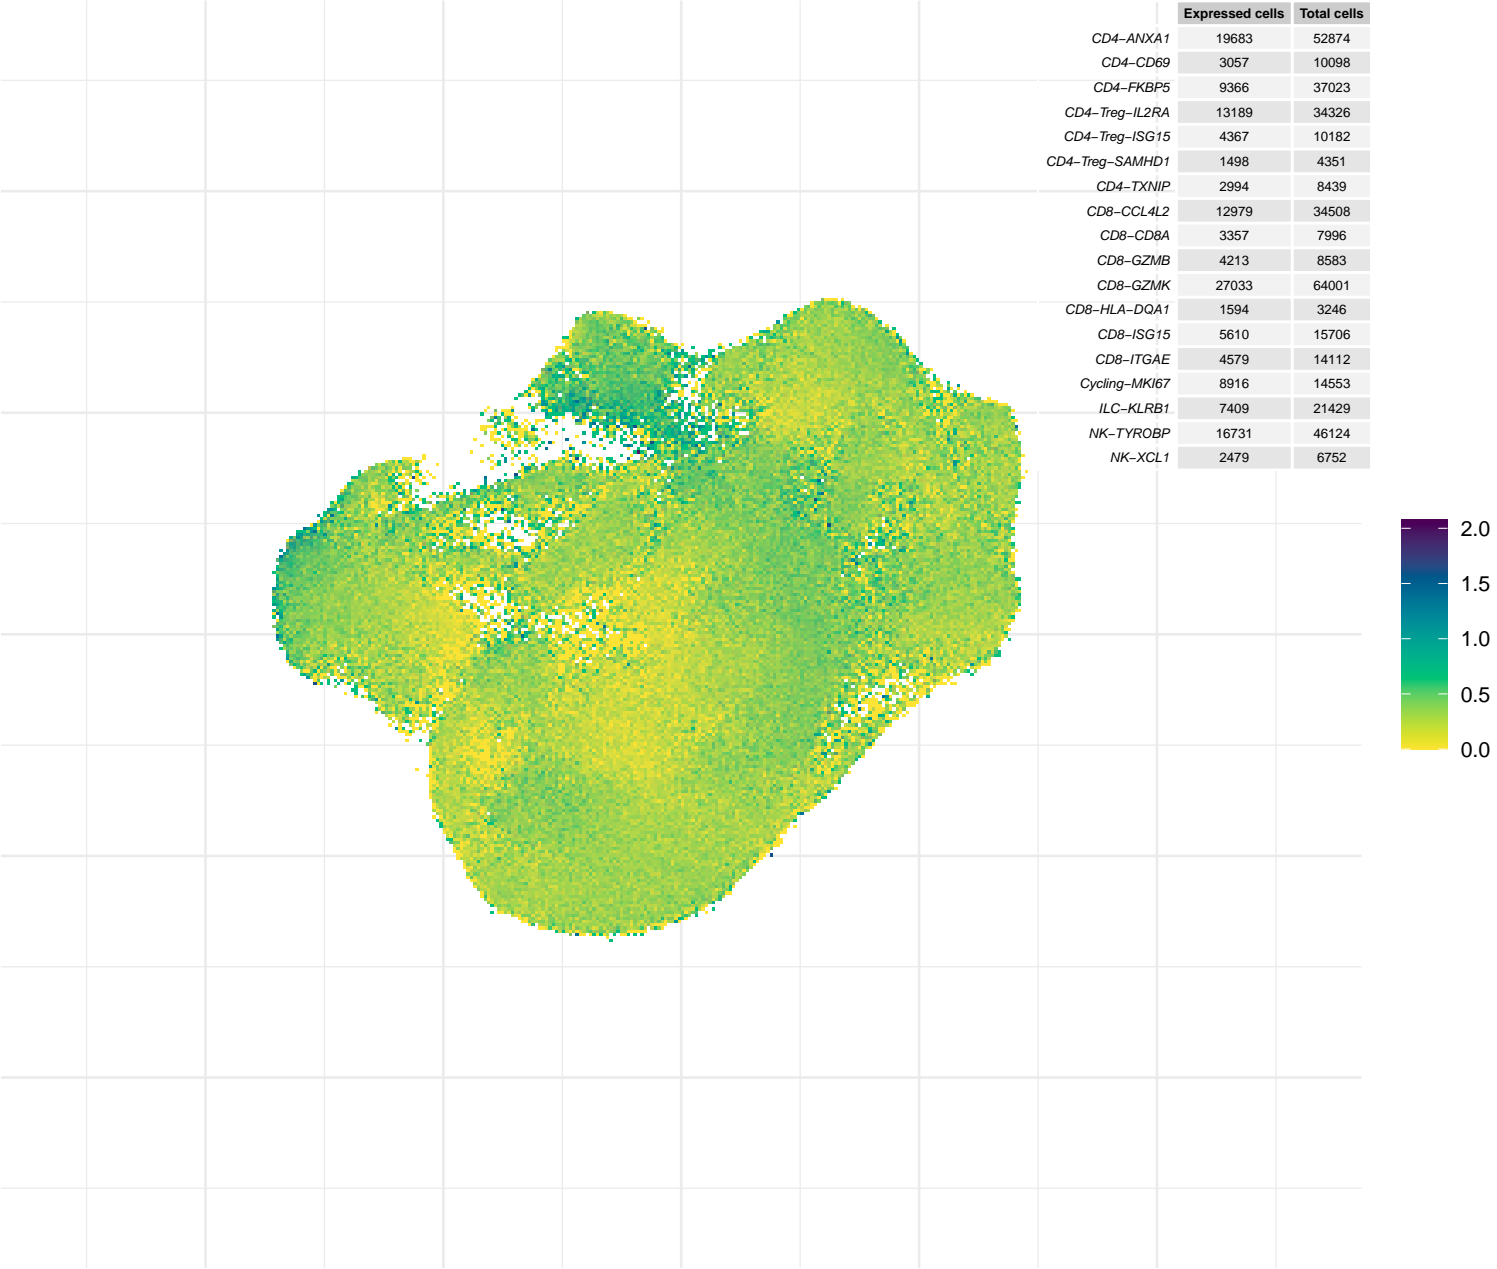 Expressed cells Total cells
CD4−ANXA1 19683 52874
CD4−CD69 3057 10098
CD4−FKBP5 9366 37023
CD4−Treg−IL2RA 13189 34326
CD4−Treg−ISG15 4367 10182
CD4−Treg−SAMHD1 1498 4351
CD4−TXNIP 2994 8439
CD8−CCL4L2 12979 34508
CD8−CD8A 3357 7996
CD8−GZMB 4213 8583
CD8−GZMK 27033 64001
CD8−HLA−DQA1 1594 3246
CD8−ISG15 5610 15706
CD8−ITGAE 4579 14112
Cycling−MKI67 8916 14553
ILC−KLRB1 7409 21429
NK−TYROBP 16731 46124
NK−XCL1 2479 6752
2.0
1.5
1.0
0.5
0.0